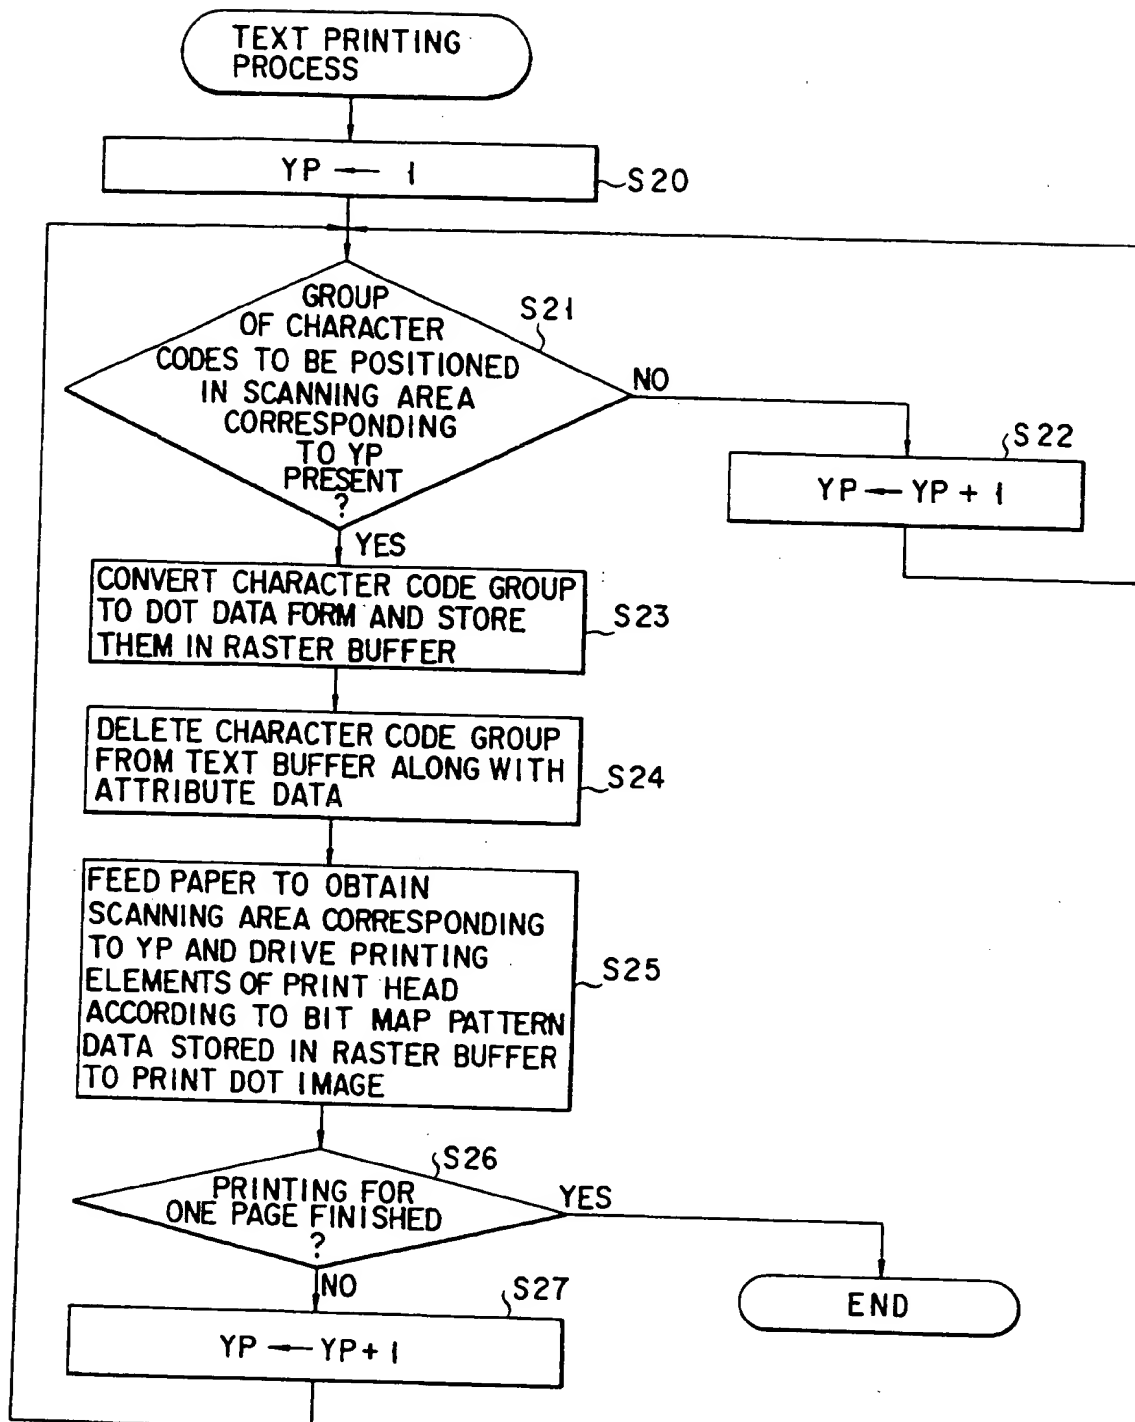 TEXT PRINTING
PROCESS
YP ← 1
S20
GROUP
OF CHARACTER
CODES TO BE POSITIONED
IN SCANNING AREA
CORRESPONDING
TO YP
PRESENT
?
S21
NO
S22
YP ← YP + 1
YES
CONVERT CHARACTER CODE GROUP
TO DOT DATA FORM AND STORE
THEM IN RASTER BUFFER
S23
DELETE CHARACTER CODE GROUP
FROM TEXT BUFFER ALONG WITH
ATTRIBUTE DATA
S24
FEED PAPER TO OBTAIN
SCANNING AREA CORRESPONDING
TO YP AND DRIVE PRINTING
ELEMENTS OF PRINT HEAD
ACCORDING TO BIT MAP PATTERN
DATA STORED IN RASTER BUFFER
TO PRINT DOT IMAGE
S25
S26
PRINTING FOR
ONE PAGE FINISHED
?
YES
NO
END
S27
YP ← YP + 1